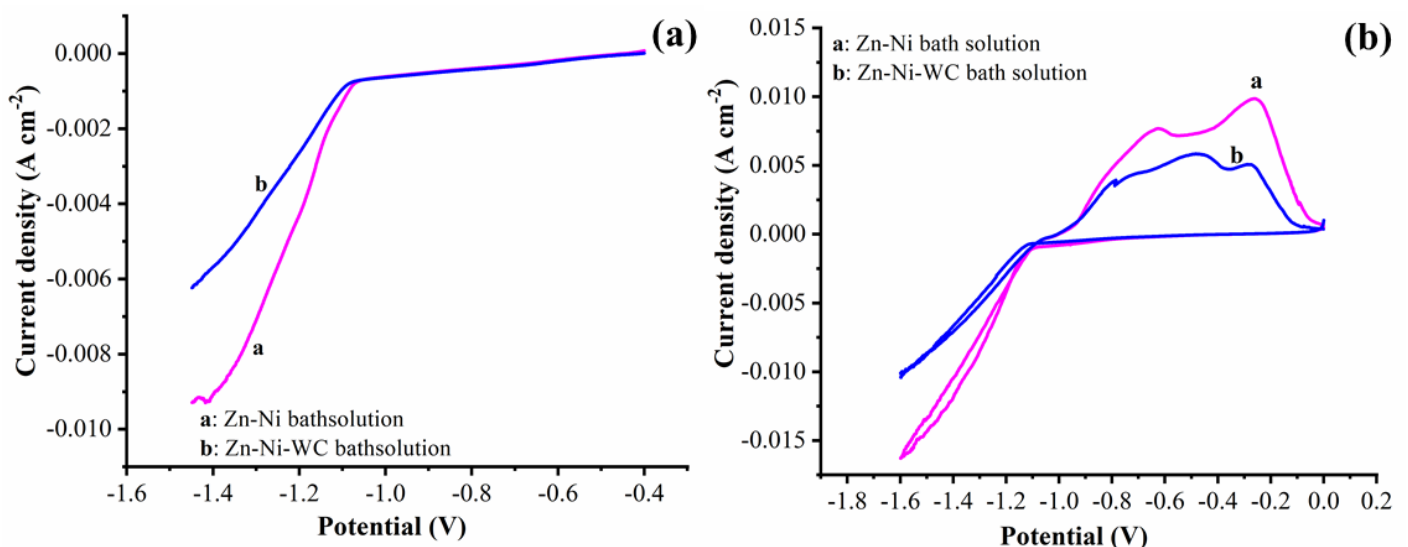 (a)
Current density (A cm⁻²)
0.000
-0.002
-0.004
-0.006
-0.008
-0.010
b
a
a: Zn-Ni bathsolution
b: Zn-Ni-WC bathsolution
-1.6 -1.4 -1.2 -1.0 -0.8 -0.6 -0.4
Potential (V)
(b)
Current density (A cm⁻²)
0.015
0.010
0.005
0.000
-0.005
-0.010
-0.015
a: Zn-Ni bath solution
b: Zn-Ni-WC bath solution
a
b
-1.8 -1.6 -1.4 -1.2 -1.0 -0.8 -0.6 -0.4 -0.2 0.0 0.2
Potential (V)